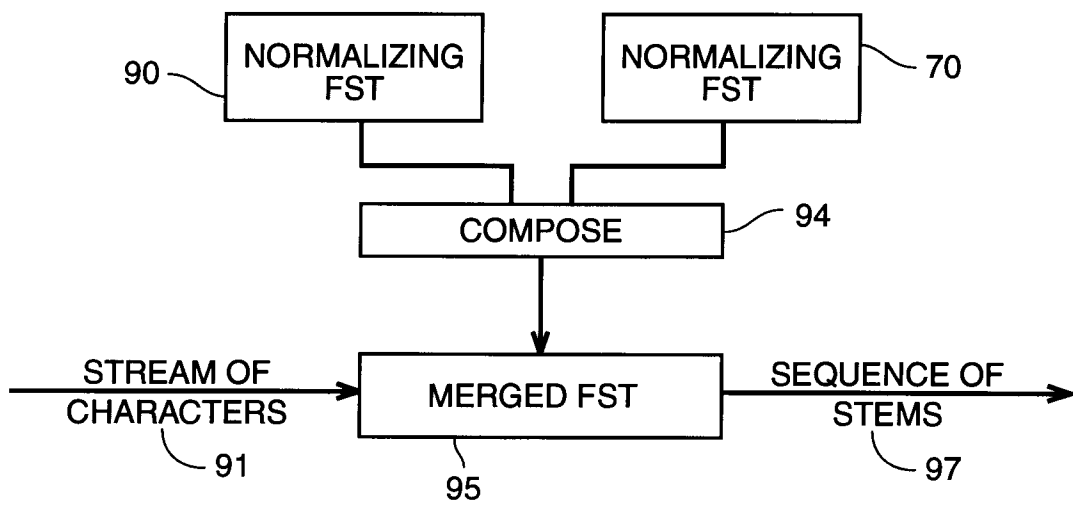 NORMALIZING
FST
90
NORMALIZING
FST
70
COMPOSE
94
STREAM OF
CHARACTERS
91
MERGED FST
95
SEQUENCE OF
STEMS
97